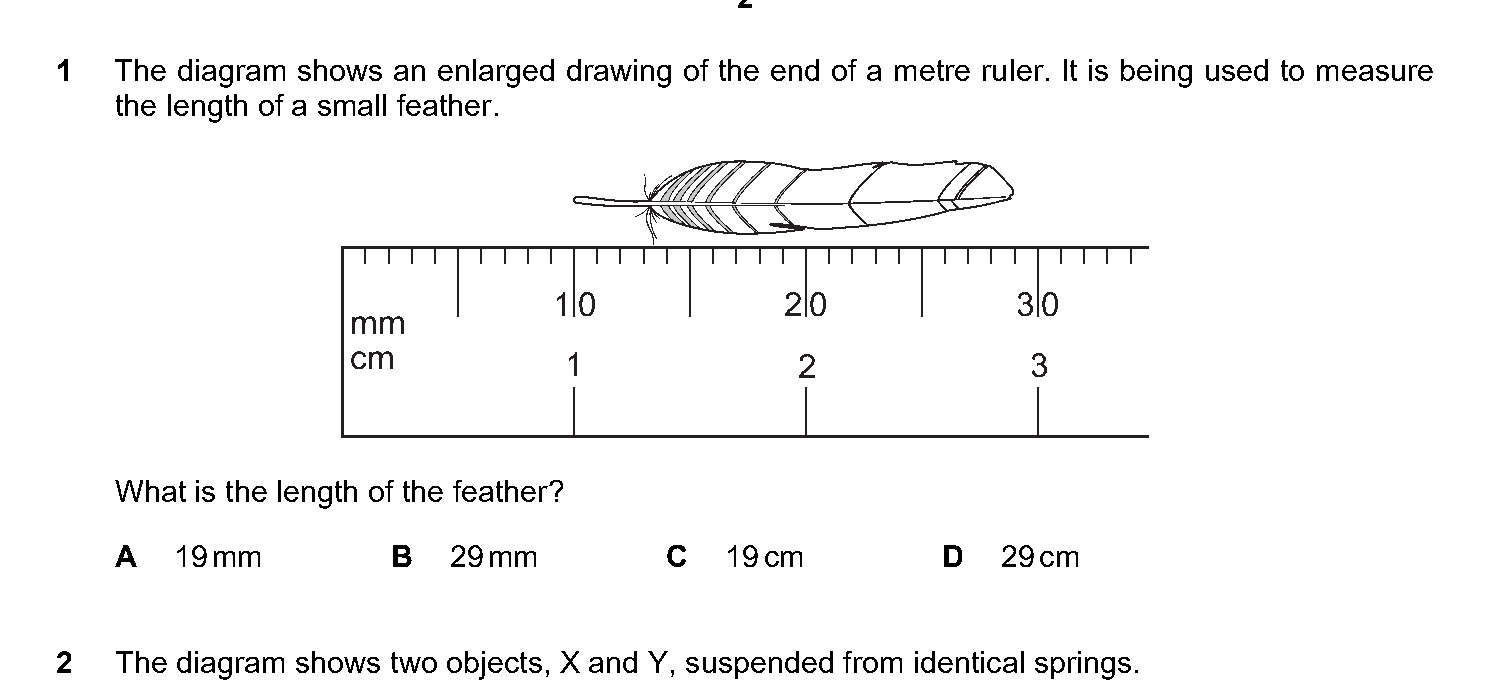 2
1 The diagram shows an enlarged drawing of the end of a metre ruler. It is being used to measure
the length of a small feather.
10 20 30
mm
cm 1 2 3
What is the length of the feather?
A 19 mm B 29 mm C 19 cm D 29 cm
2 The diagram shows two objects, X and Y, suspended from identical springs.